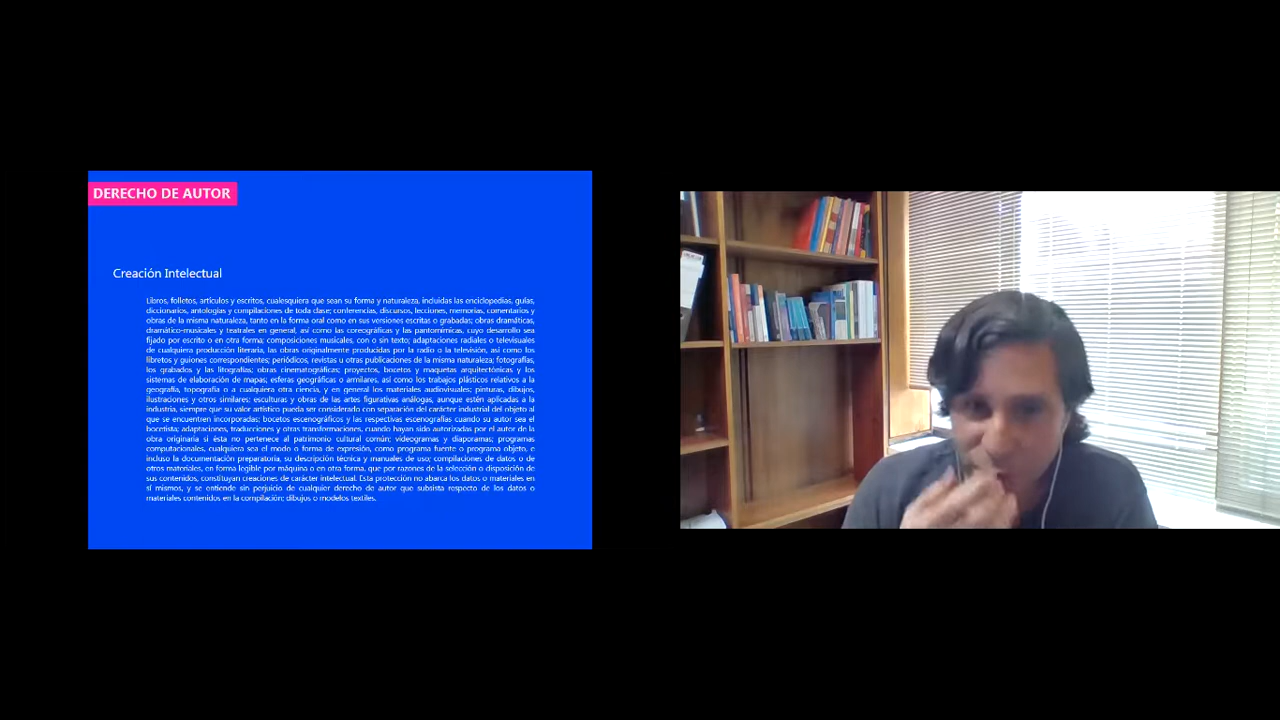 DERECHO DE AUTOR
Creación Intelectual
Libros, folletos, artículos y escritos, cualesquiera que sean su forma y naturaleza, incluidas las enciclopedias, guías,
diccionarios, antologías y compilaciones de toda clase; conferencias, discursos, lecciones, memorias, comentarios y
obras de la misma naturaleza, tanto en la forma oral como en sus versiones escritas o grabadas; obras dramáticas,
dramático-musicales y teatrales en general, así como las coreográficas y las pantomímicas, cuyo desarrollo sea
fijado por escrito o en otra forma; composiciones musicales, con o sin texto; adaptaciones radiales o televisuales
de cualquiera producción literaria, las obras originalmente producidas por la radio o la televisión, así como los
libretos y guiones correspondientes; periódicos, revistas u otras publicaciones de la misma naturaleza; fotografías,
los grabados y las litografías; obras cinematográficas; proyectos, bocetos y maquetas arquitectónicas y los
sistemas de elaboración de mapas; esferas geográficas o armilares, así como los trabajos plásticos relativos a la
geografía, topografía o a cualquiera otra ciencia, y en general los materiales audiovisuales; pinturas, dibujos,
ilustraciones y otros similares; esculturas y obras de las artes figurativas análogas, aunque estén aplicadas a la
industria, siempre que su valor artístico pueda ser considerado con separación del carácter industrial del objeto al
que se encuentren incorporadas; bocetos escenográficos y las respectivas escenografías cuando su autor sea el
bocetista; adaptaciones, traducciones y otras transformaciones, cuando hayan sido autorizadas por el autor de la
obra originaria si ésta no pertenece al patrimonio cultural común; videogramas y diaporamas; programas
computacionales, cualquiera sea el modo o forma de expresión, como programa fuente o programa objeto, e
incluso la documentación preparatoria, su descripción técnica y manuales de uso; compilaciones de datos o de
otros materiales, en forma legible por máquina o en otra forma, que por razones de la selección o disposición de
sus contenidos, constituyan creaciones de carácter intelectual. Esta protección no abarca los datos o materiales en
sí mismos, y se entiende sin perjuicio de cualquier derecho de autor que subsista respecto de los datos o
materiales contenidos en la compilación; dibujos o modelos textiles.